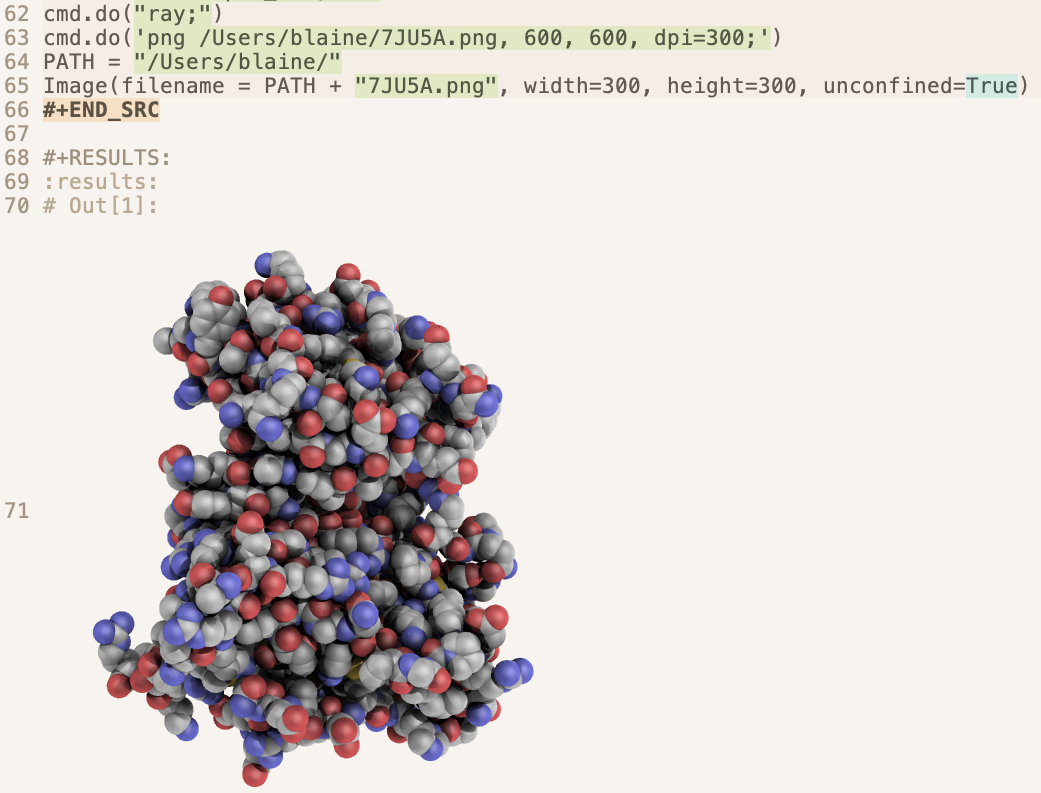 62 cmd.do("ray;")
63 cmd.do('png /Users/blaine/7JU5A.png, 600, 600, dpi=300;')
64 PATH = "/Users/blaine/"
65 Image(filename = PATH + "7JU5A.png", width=300, height=300, unconfined=True)
66 #+END_SRC
67
68 #+RESULTS:
69 :results:
70 # Out[1]:
71